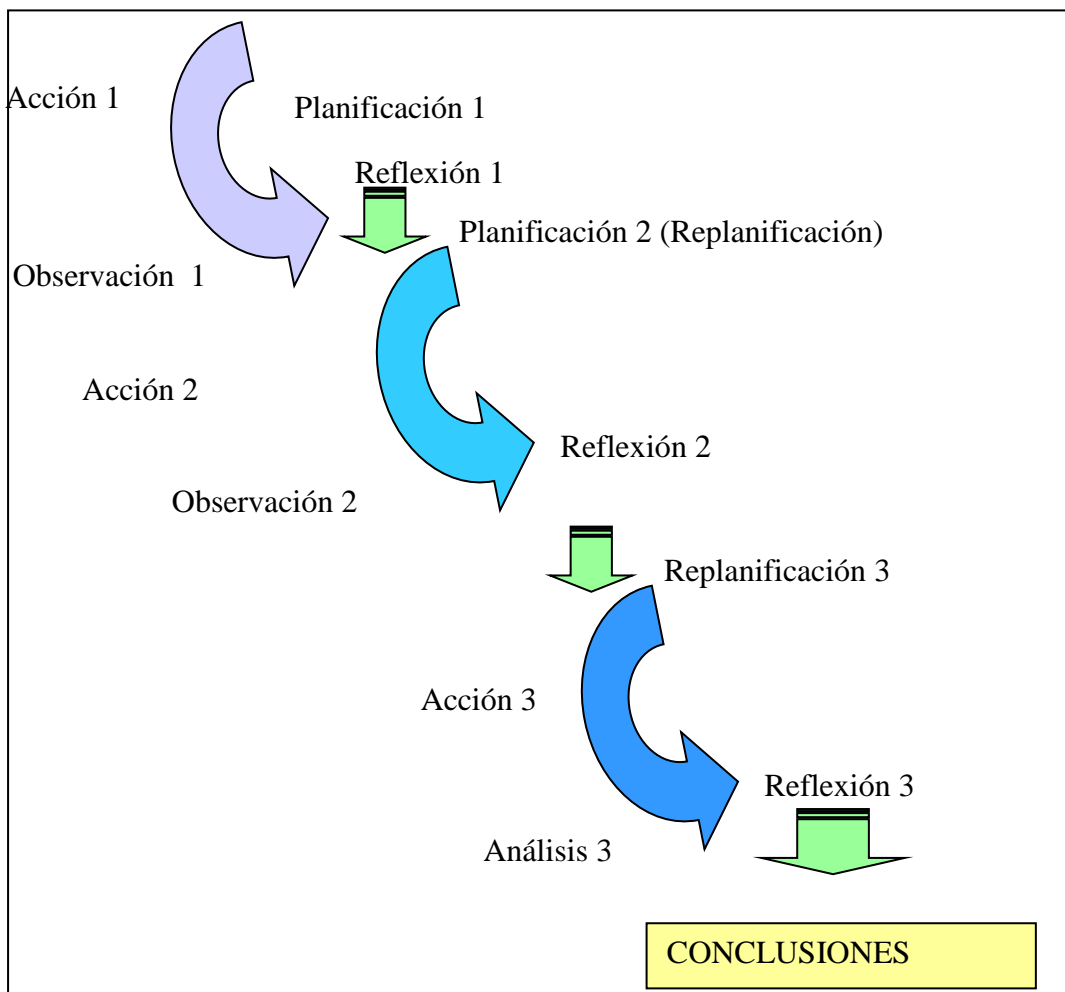 Acción 1
Planificación 1
Reflexión 1
Planificación 2 (Replanificación)
Observación 1
Acción 2
Reflexión 2
Observación 2
Replanificación 3
Acción 3
Reflexión 3
Análisis 3
CONCLUSIONES